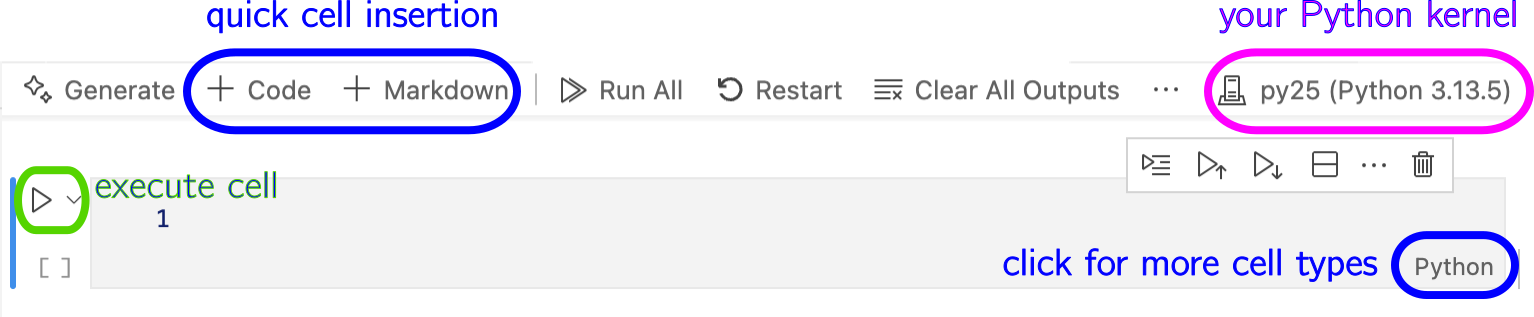 quick cell insertion your Python kernel
Generate + Code + Markdown Run All Restart Clear All Outputs ... py25 (Python 3.13.5)
execute cell
1
[ ]
click for more cell types Python